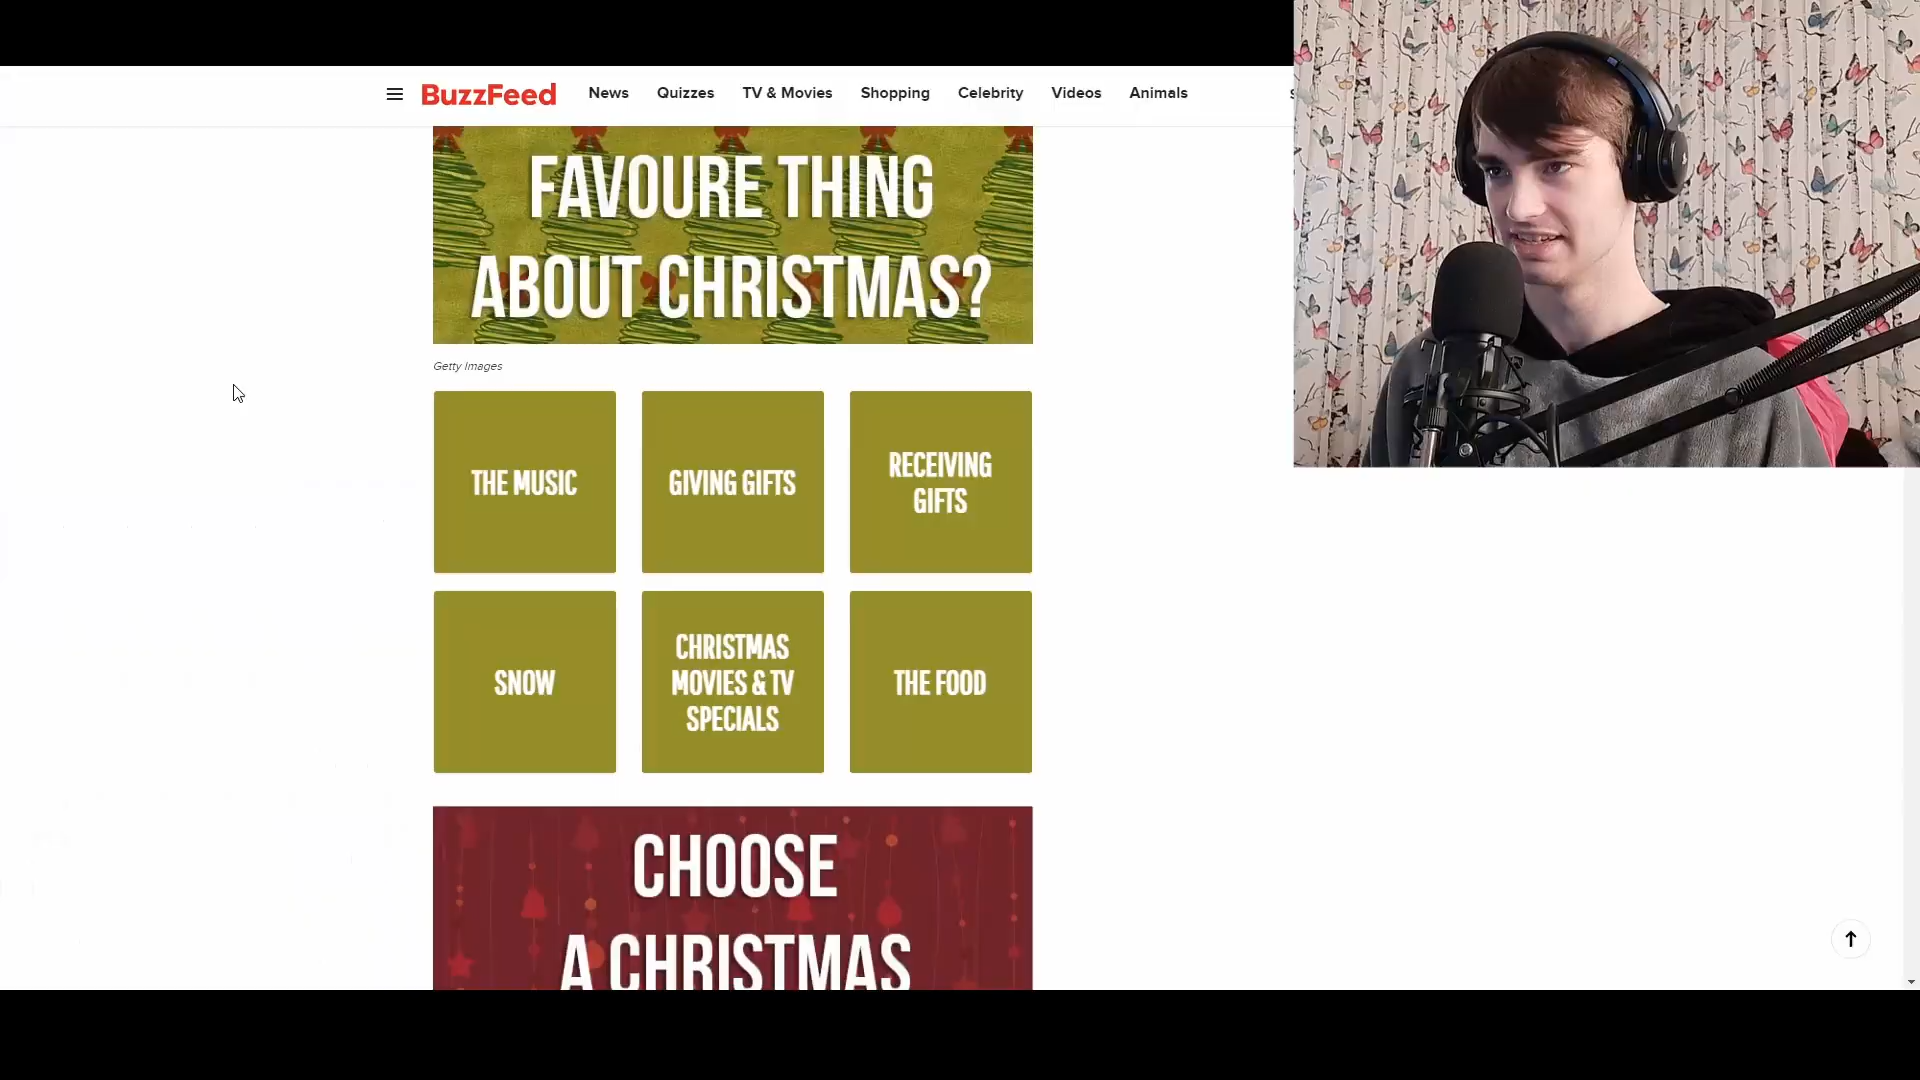 BuzzFeed
News
Quizzes
TV & Movies
Shopping
Celebrity
Videos
Animals
FAVOURE THING
ABOUT CHRISTMAS?
Getty Images
THE MUSIC
GIVING GIFTS
RECEIVING
GIFTS
SNOW
CHRISTMAS
MOVIES & TV
SPECIALS
THE FOOD
CHOOSE
A CHRISTMAS